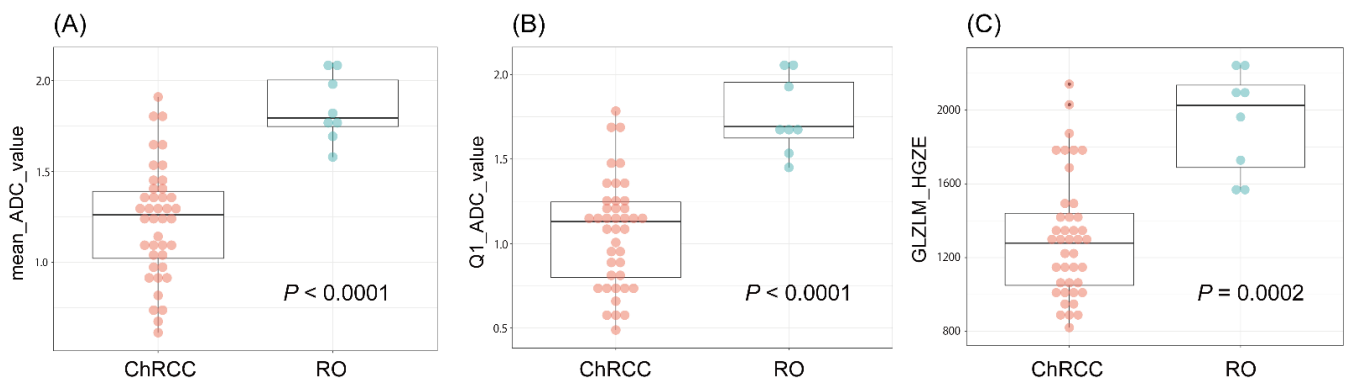 (A)
mean_ADC_value
2.0
1.5
1.0
P < 0.0001
ChRCC RO
(B)
Q1_ADC_value
2.0
1.5
1.0
0.5
P < 0.0001
ChRCC RO
(C)
GLZLM_HGZE
2000
1600
1200
800
P = 0.0002
ChRCC RO